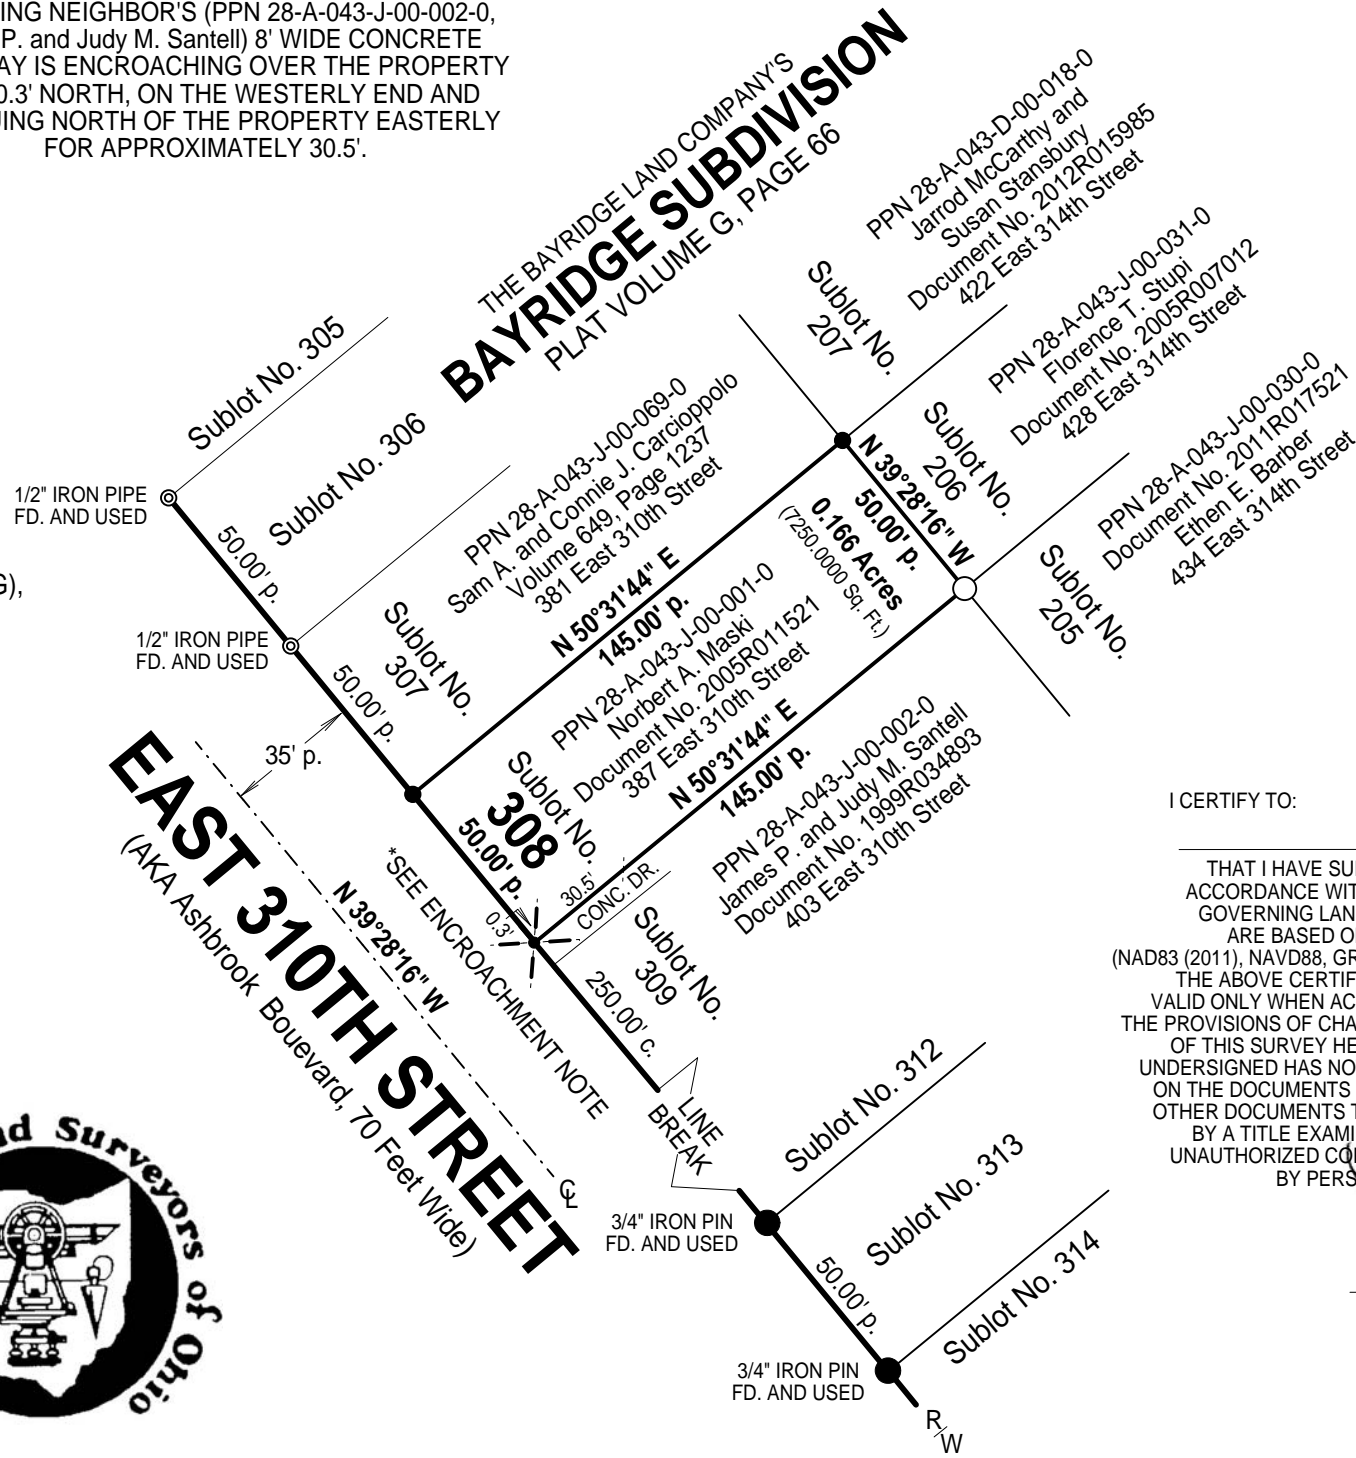 ING NEIGHBOR'S (PPN 28-A-043-J-00-002-0,
P. and Judy M. Santell) 8' WIDE CONCRETE
AY IS ENCROACHING OVER THE PROPERTY
0.3' NORTH, ON THE WESTERLY END AND
ING NORTH OF THE PROPERTY EASTERLY
FOR APPROXIMATELY 30.5'.
THE BAYRIDGE LAND COMPANY'S
BAYRIDGE SUBDIVISION
PLAT VOLUME G, PAGE 66
PPN 28-A-043-D-00-018-0
Jarrod McCarthy and
Susan Stansbury
Document No. 2012R015985
422 East 314th Street
Sublot No.
207
PPN 28-A-043-J-00-031-0
Florence T. Stupi
Document No. 2005R007012
428 East 314th Street
Sublot No.
206
PPN 28-A-043-J-00-030-0
Document No. 2011R017521
Ethen E. Barber
434 East 314th Street
Sublot No.
205
Sublot No. 305
Sublot No. 306
1/2" IRON PIPE
FD. AND USED
50.00' p.
G),
1/2" IRON PIPE
FD. AND USED
50.00' p.
PPN 28-A-043-J-00-069-0
Sam A. and Connie J. Carcioppolo
Volume 649, Page 1237
381 East 310th Street
Sublot No.
307
N 50°31'44" E
145.00' p.
N 39°28'16" W
50.00' p.
0.166 Acres
(7250.0000 Sq. Ft.)
PPN 28-A-043-J-00-001-0
Norbert A. Maski
Document No. 2005R011521
387 East 310th Street
Sublot No.
308
50.00' p.
N 50°31'44" E
145.00' p.
35' p.
EAST 310TH STREET
(AKA Ashbrook Bouevard, 70 Feet Wide)
N 39°28'16" W
*SEE ENCROACHMENT NOTE
0.3'
30.5'
CONC. DR.
PPN 28-A-043-J-00-002-0
James P. and Judy M. Santell
Document No. 1999R034893
403 East 310th Street
Sublot No.
309
250.00' c.
LINE
BREAK
CL
Sublot No. 312
3/4" IRON PIN
FD. AND USED
Sublot No. 313
50.00' p.
Sublot No. 314
3/4" IRON PIN
FD. AND USED
R/W
I CERTIFY TO:
THAT I HAVE SU
ACCORDANCE WIT
GOVERNING LAN
ARE BASED O
(NAD83 (2011), NAVD88, GR
THE ABOVE CERTIF
VALID ONLY WHEN AC
THE PROVISIONS OF CHA
OF THIS SURVEY HE
UNDERSIGNED HAS NO
ON THE DOCUMENTS
OTHER DOCUMENTS T
BY A TITLE EXAMI
UNAUTHORIZED CO
BY PERS
nd Surveyors of Ohio